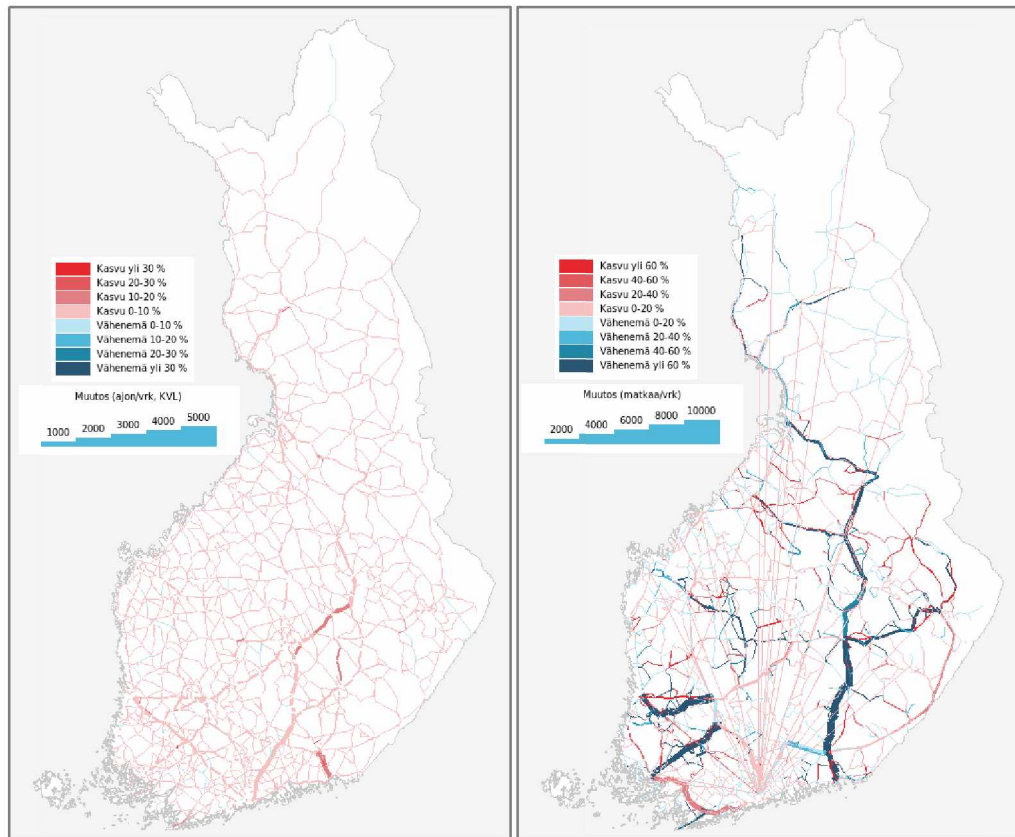 Kasvu yli 30 %
Kasvu 20-30 %
Kasvu 10-20 %
Kasvu 0-10 %
Vähenemä 0-10 %
Vähenemä 10-20 %
Vähenemä 20-30 %
Vähenemä yli 30 %
Muutos (ajon/vrk, KVL)
1000 2000 3000 4000 5000
Kasvu yli 60 %
Kasvu 40-60 %
Kasvu 20-40 %
Kasvu 0-20 %
Vähenemä 0-20 %
Vähenemä 20-40 %
Vähenemä 40-60 %
Vähenemä yli 60 %
Muutos (matkaa/vrk)
2000 4000 6000 8000 10000